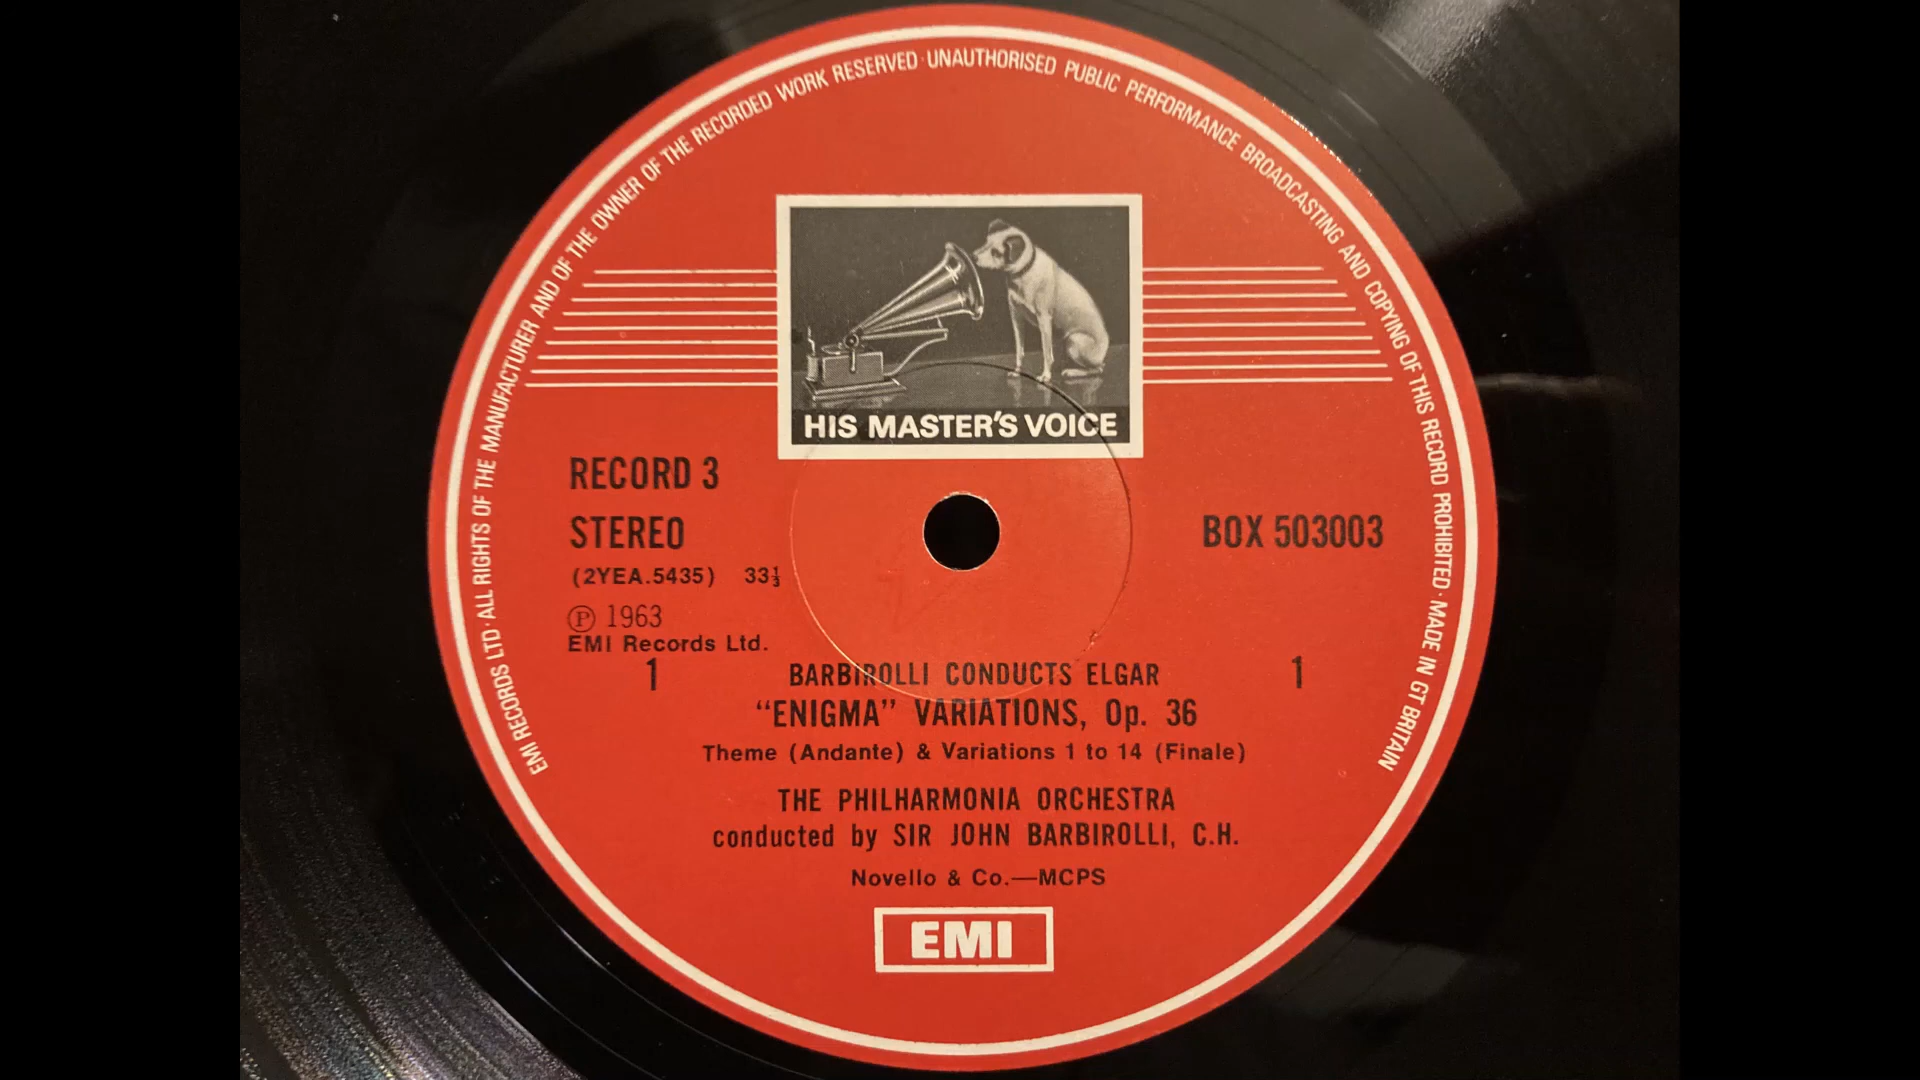 EMI RECORDS LTD · ALL RIGHTS OF THE MANUFACTURER AND OF THE OWNER OF THE RECORDED WORK RESERVED · UNAUTHORISED PUBLIC PERFORMANCE BROADCASTING AND COPYING OF THIS RECORD PROHIBITED · MADE IN GT BRITAIN
HIS MASTER'S VOICE
RECORD 3
STEREO
BOX 503003
(2YEA.5435) 33⅓
℗ 1963
EMI Records Ltd.
1 BARBIROLLI CONDUCTS ELGAR 1
“ENIGMA” VARIATIONS, Op. 36
Theme (Andante) & Variations 1 to 14 (Finale)
THE PHILHARMONIA ORCHESTRA
conducted by SIR JOHN BARBIROLLI, C.H.
Novello & Co.—MCPS
EMI